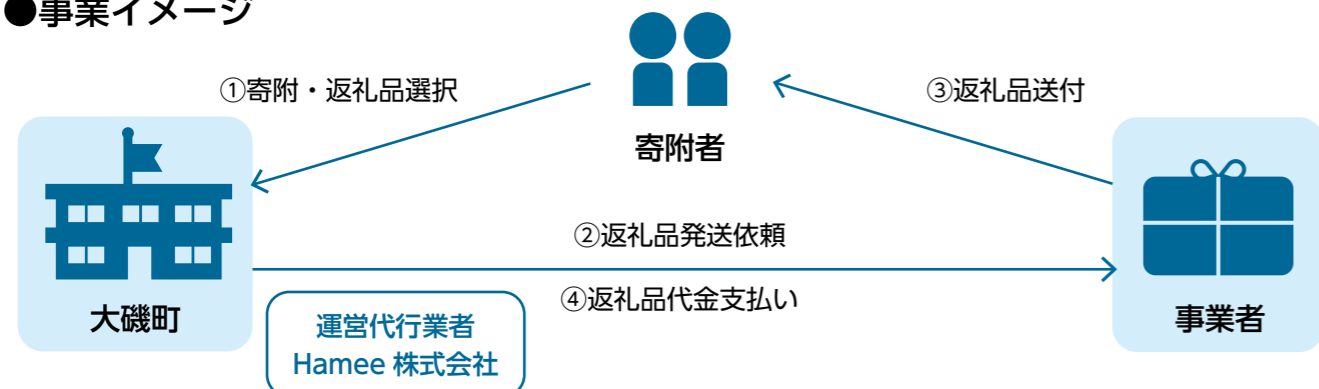 ●事業イメージ
①寄附・返礼品選択
③返礼品送付
寄附者
②返礼品発送依頼
④返礼品代金支払い
大磯町
運営代行業者
Hamee 株式会社
事業者